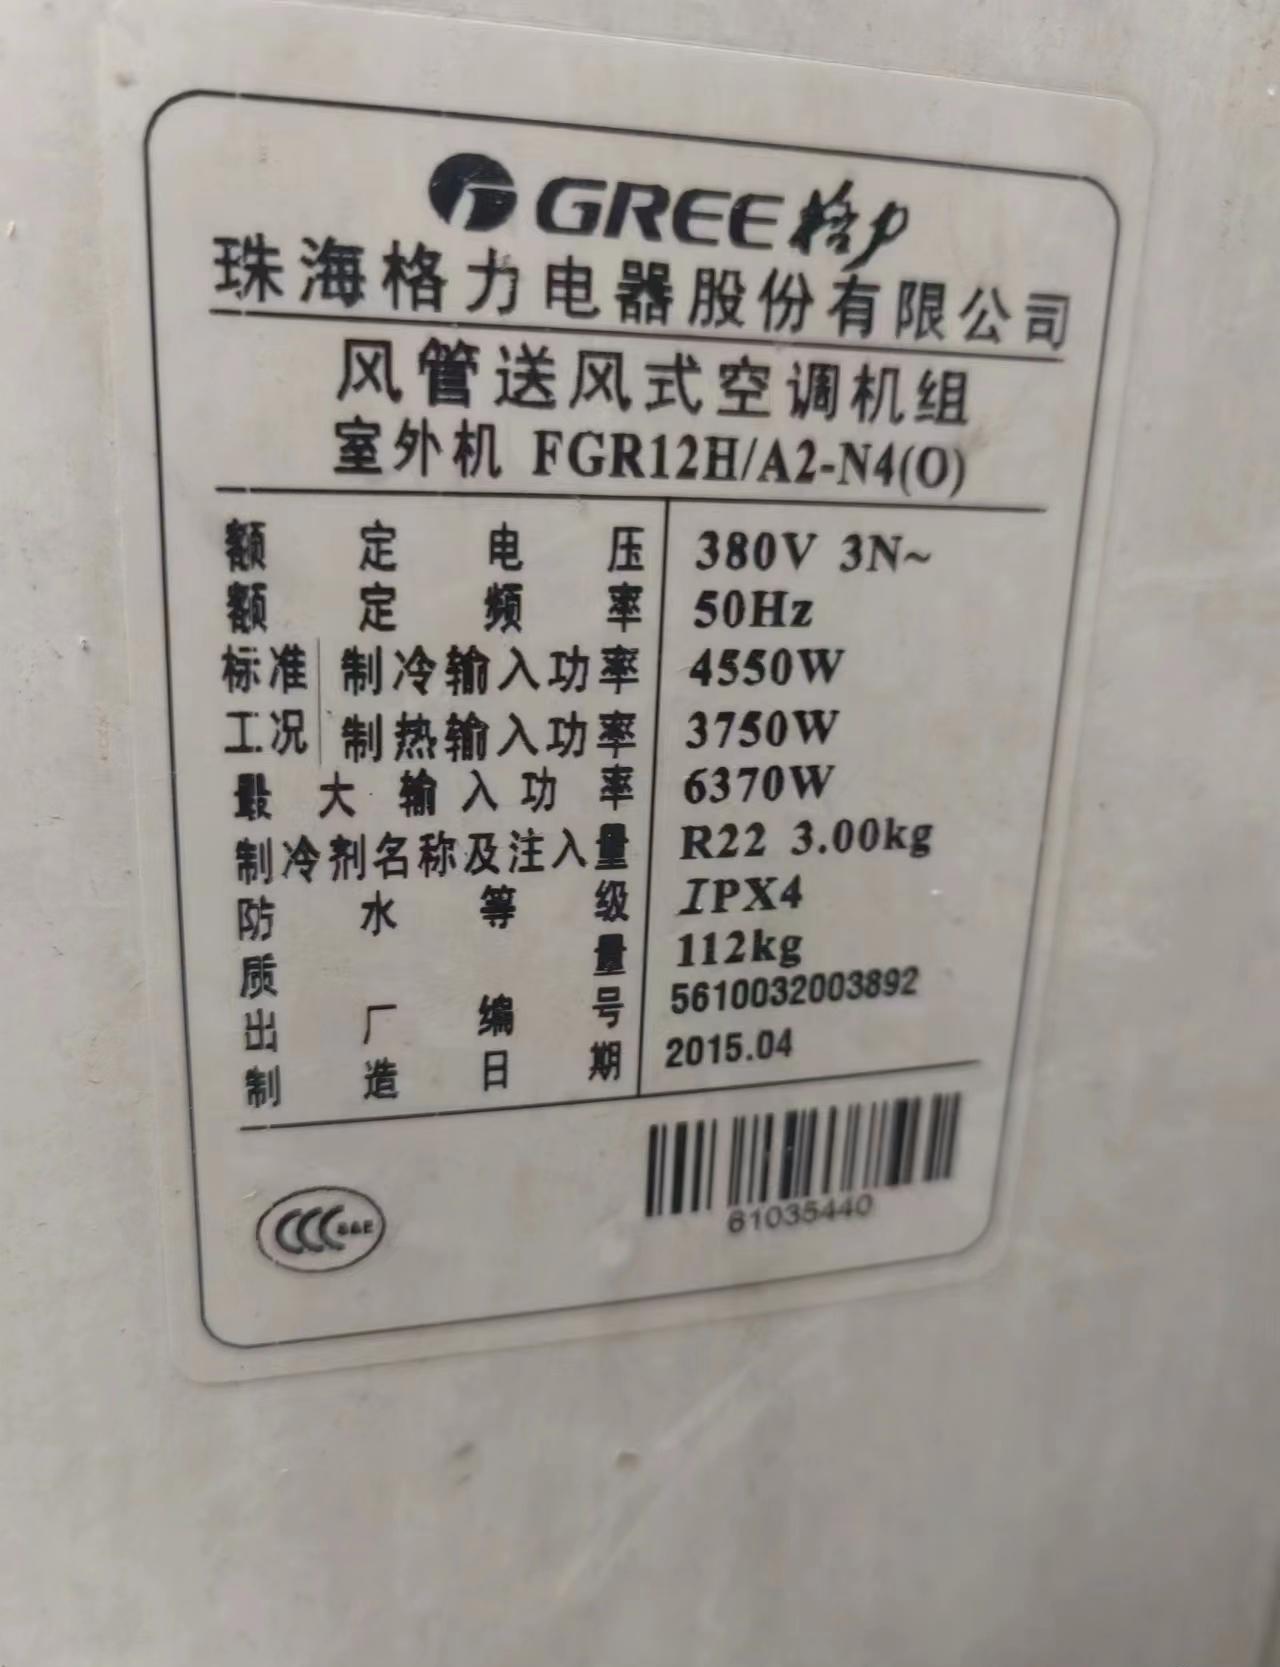 GREE 格力
珠海格力电器股份有限公司
风管送风式空调机组
室外机 FGR12H/A2-N4(O)
额定电压 380V 3N~
额定频率 50Hz
标准 制冷输入功率 4550W
工况 制热输入功率 3750W
最大输入功率 6370W
制冷剂名称及注入量 R22 3.00kg
防水等级 IPX4
质量 112kg
出厂编号 5610032003892
制造日期 2015.04
CCC S&E
61035440